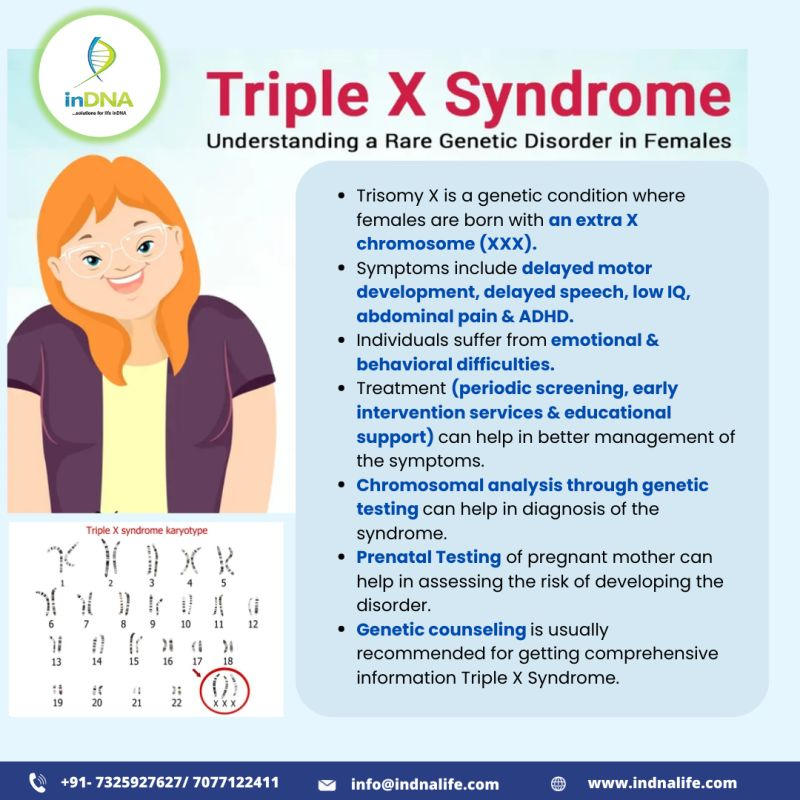 inDNA
...solutions for life inDNA
Triple X Syndrome
Understanding a Rare Genetic Disorder in Females
• Trisomy X is a genetic condition where
females are born with an extra X
chromosome (XXX).
• Symptoms include delayed motor
development, delayed speech, low IQ,
abdominal pain & ADHD.
• Individuals suffer from emotional &
behavioral difficulties.
• Treatment (periodic screening, early
intervention services & educational
support) can help in better management of
the symptoms.
• Chromosomal analysis through genetic
testing can help in diagnosis of the
syndrome.
• Prenatal Testing of pregnant mother can
help in assessing the risk of developing the
disorder.
• Genetic counseling is usually
recommended for getting comprehensive
information Triple X Syndrome.
Triple X syndrome karyotype
1 2 3 4 5
6 7 8 9 10 11 12
13 14 15 16 17 18
19 20 21 22 X X X
+91- 7325927627/ 7077122411 info@indnalife.com www.indnalife.com